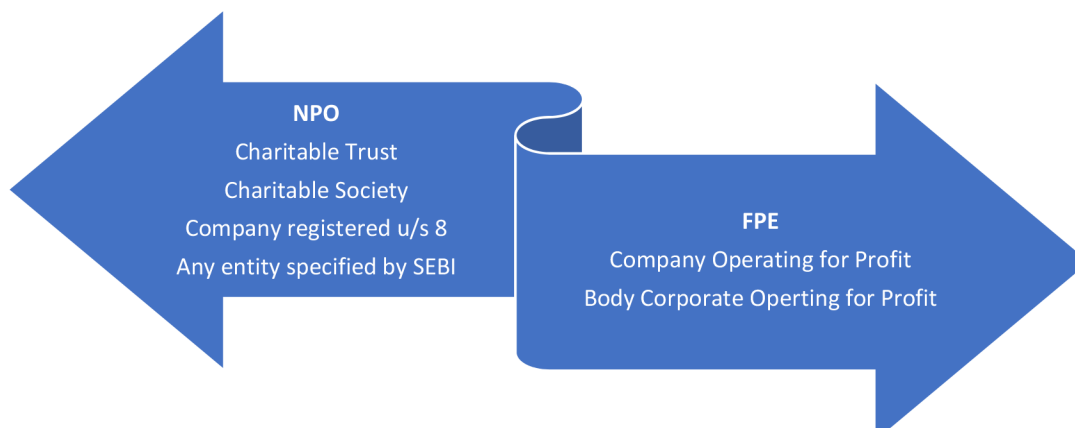 NPO
Charitable Trust
Charitable Society
Company registered u/s 8
Any entity specified by SEBI
FPE
Company Operating for Profit
Body Corporate Operting for Profit